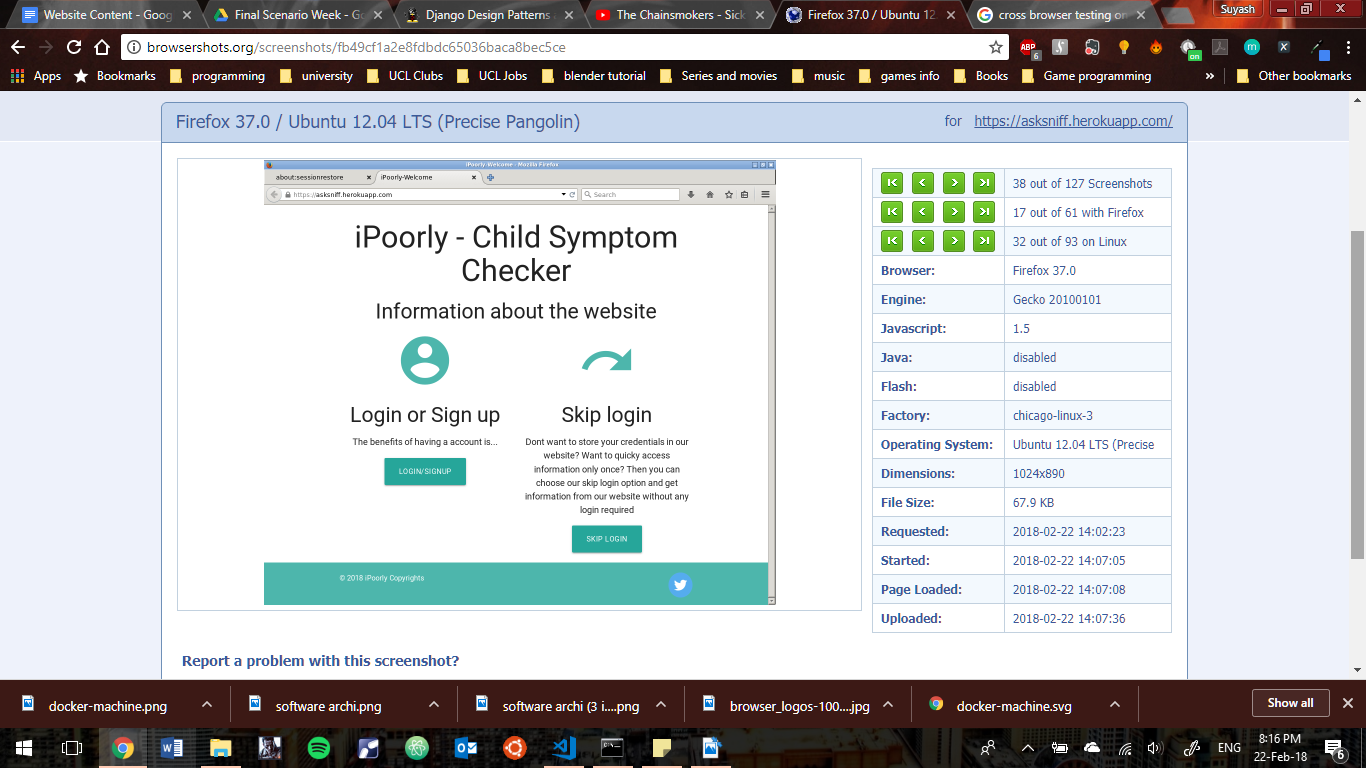 Website Content - Goog
Final Scenario Week - Go
Django Design Patterns
The Chainsmokers - Sick
Firefox 37.0 / Ubuntu 12.
cross browser testing on
Suyash
browsershots.org/screenshots/fb49cf1a2e8fdbdc65036baca8bec5ce
ABP
6
on
m
X
Apps
Bookmarks
programming
university
UCL Clubs
UCL Jobs
blender tutorial
Series and movies
music
games info
Books
Game programming
»
Other bookmarks
Firefox 37.0 / Ubuntu 12.04 LTS (Precise Pangolin)
for https://asksniff.herokuapp.com/
iPoorly-Welcome - Mozilla Firefox
about:sessionrestore
iPoorly-Welcome
https://asksniff.herokuapp.com
Search
iPoorly - Child Symptom
Checker
Information about the website
Login or Sign up
The benefits of having a account is...
LOGIN/SIGNUP
Skip login
Dont want to store your credentials in our
website? Want to quicky access
information only once? Then you can
choose our skip login option and get
information from our website without any
login required
SKIP LOGIN
© 2018 iPoorly Copyrights
38 out of 127 Screenshots
17 out of 61 with Firefox
32 out of 93 on Linux
Browser: Firefox 37.0
Engine: Gecko 20100101
Javascript: 1.5
Java: disabled
Flash: disabled
Factory: chicago-linux-3
Operating System: Ubuntu 12.04 LTS (Precise
Dimensions: 1024x890
File Size: 67.9 KB
Requested: 2018-02-22 14:02:23
Started: 2018-02-22 14:07:05
Page Loaded: 2018-02-22 14:07:08
Uploaded: 2018-02-22 14:07:36
Report a problem with this screenshot?
docker-machine.png
software archi.png
software archi (3 i....png
browser_logos-100....jpg
docker-machine.svg
Show all
ENG
8:16 PM
22-Feb-18
6